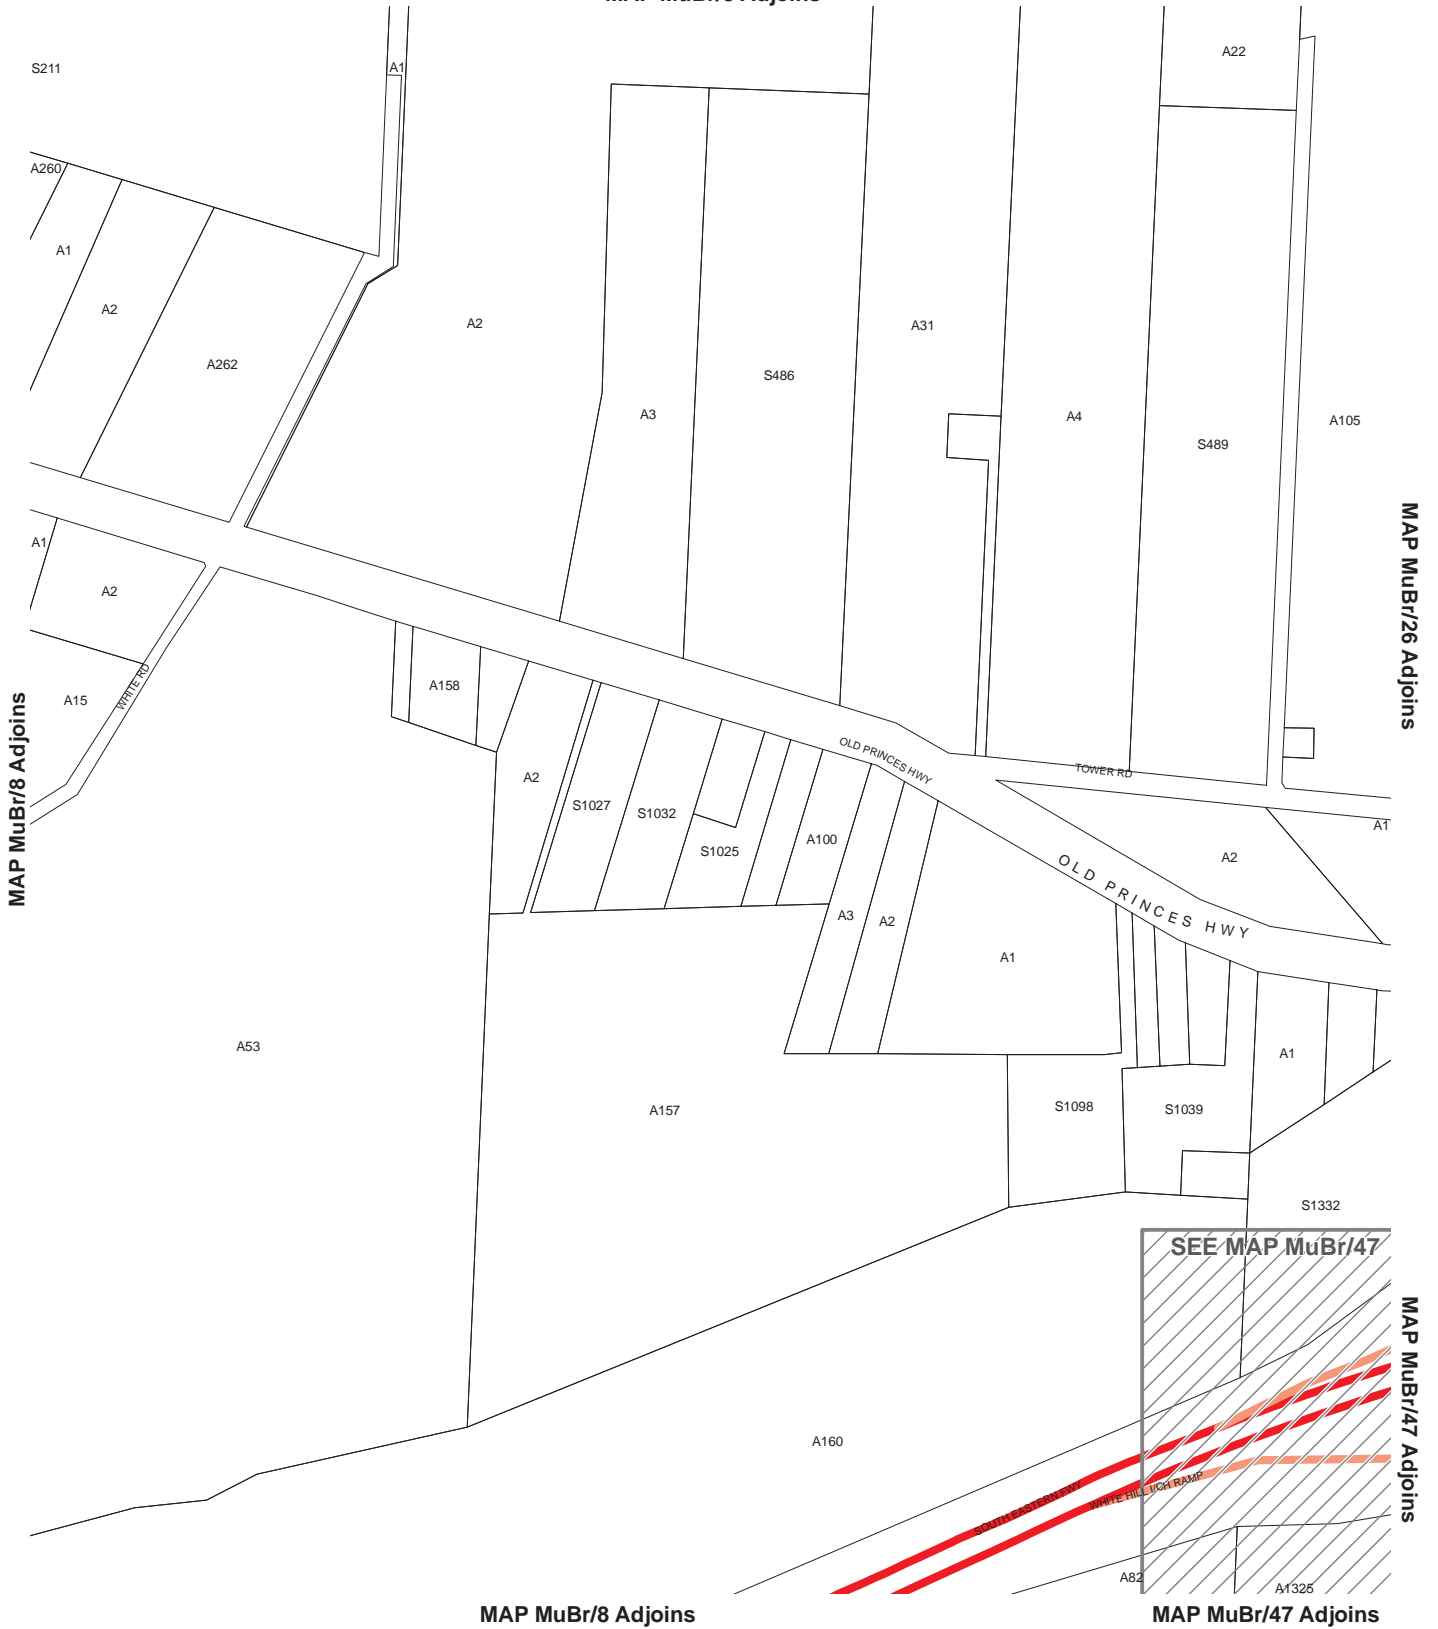 S211
A1
A22
A260
A1
A2
A262
A2
A3
S486
A31
A4
S489
A105
MAP MuBr/26 Adjoins
A1
A2
A15
WHITE RD
MAP MuBr/8 Adjoins
A158
A2
S1027
S1032
S1025
A100
OLD PRINCES HWY
TOWER RD
A1
A2
OLD PRINCES HWY
A3
A2
A1
A53
A157
S1098
S1039
A1
S1332
SEE MAP MuBr/47
MAP MuBr/47 Adjoins
A160
SOUTH EASTERN FWY
WHITE HILL I/CH RAMP
A82
A1325
MAP MuBr/8 Adjoins
MAP MuBr/47 Adjoins